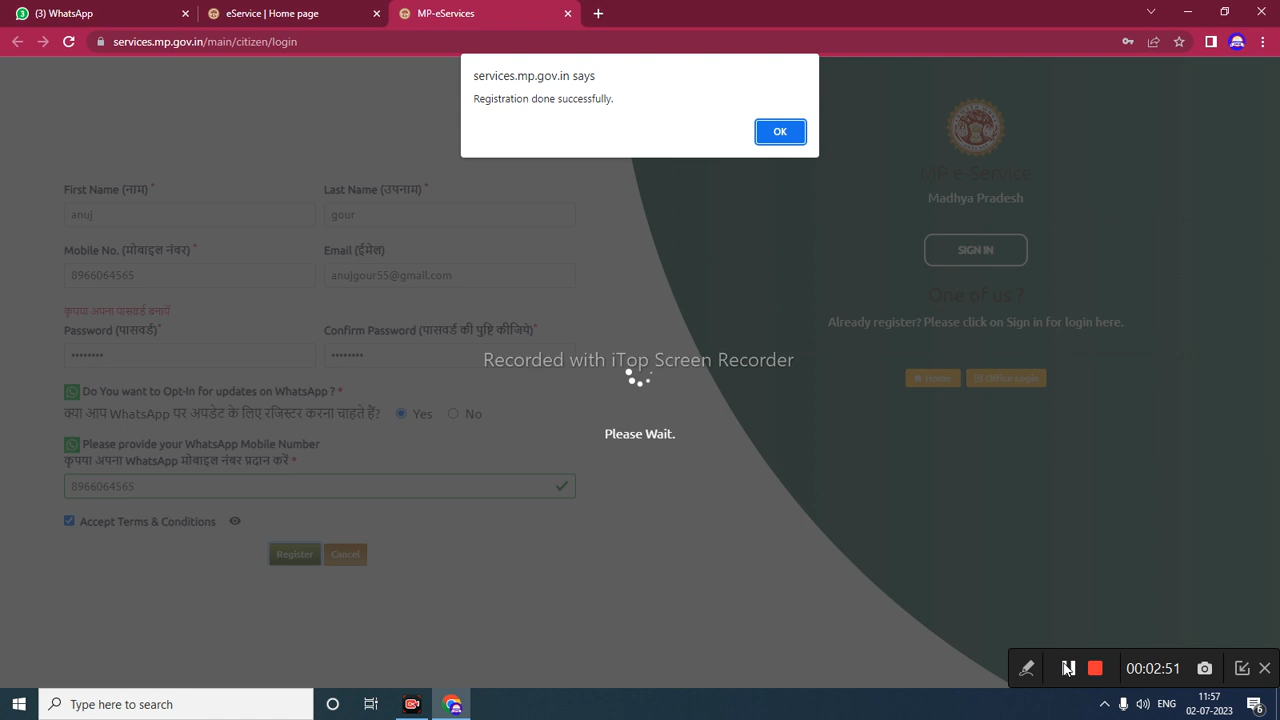 (3) WhatsApp
eService | Home page
MP-eServices
services.mp.gov.in/main/citizen/login
services.mp.gov.in says
Registration done successfully.
OK
First Name (नाम) *
Last Name (उपनाम) *
anuj
gour
Mobile No. (मोबाइल नंबर) *
Email (ईमेल)
8966064565
anujgour55@gmail.com
कृपया अपना पासवर्ड बनायें
Password (पासवर्ड)*
Confirm Password (पासवर्ड की पुष्टि कीजिये)*
••••••••
••••••••
Do You want to Opt-In for updates on WhatsApp ? *
क्या आप WhatsApp पर अपडेट के लिए रजिस्टर करना चाहते हैं?
Yes
No
Please provide your WhatsApp Mobile Number
कृपया अपना WhatsApp मोबाइल नंबर प्रदान करें *
8966064565
Accept Terms & Conditions
Register
Cancel
Recorded with iTop Screen Recorder
Please Wait.
MP e-Service
Madhya Pradesh
SIGN IN
One of us ?
Already register? Please click on Sign in for login here.
Home
Office Login
00:02:51
Type here to search
ENG
11:57
02-07-2023
6